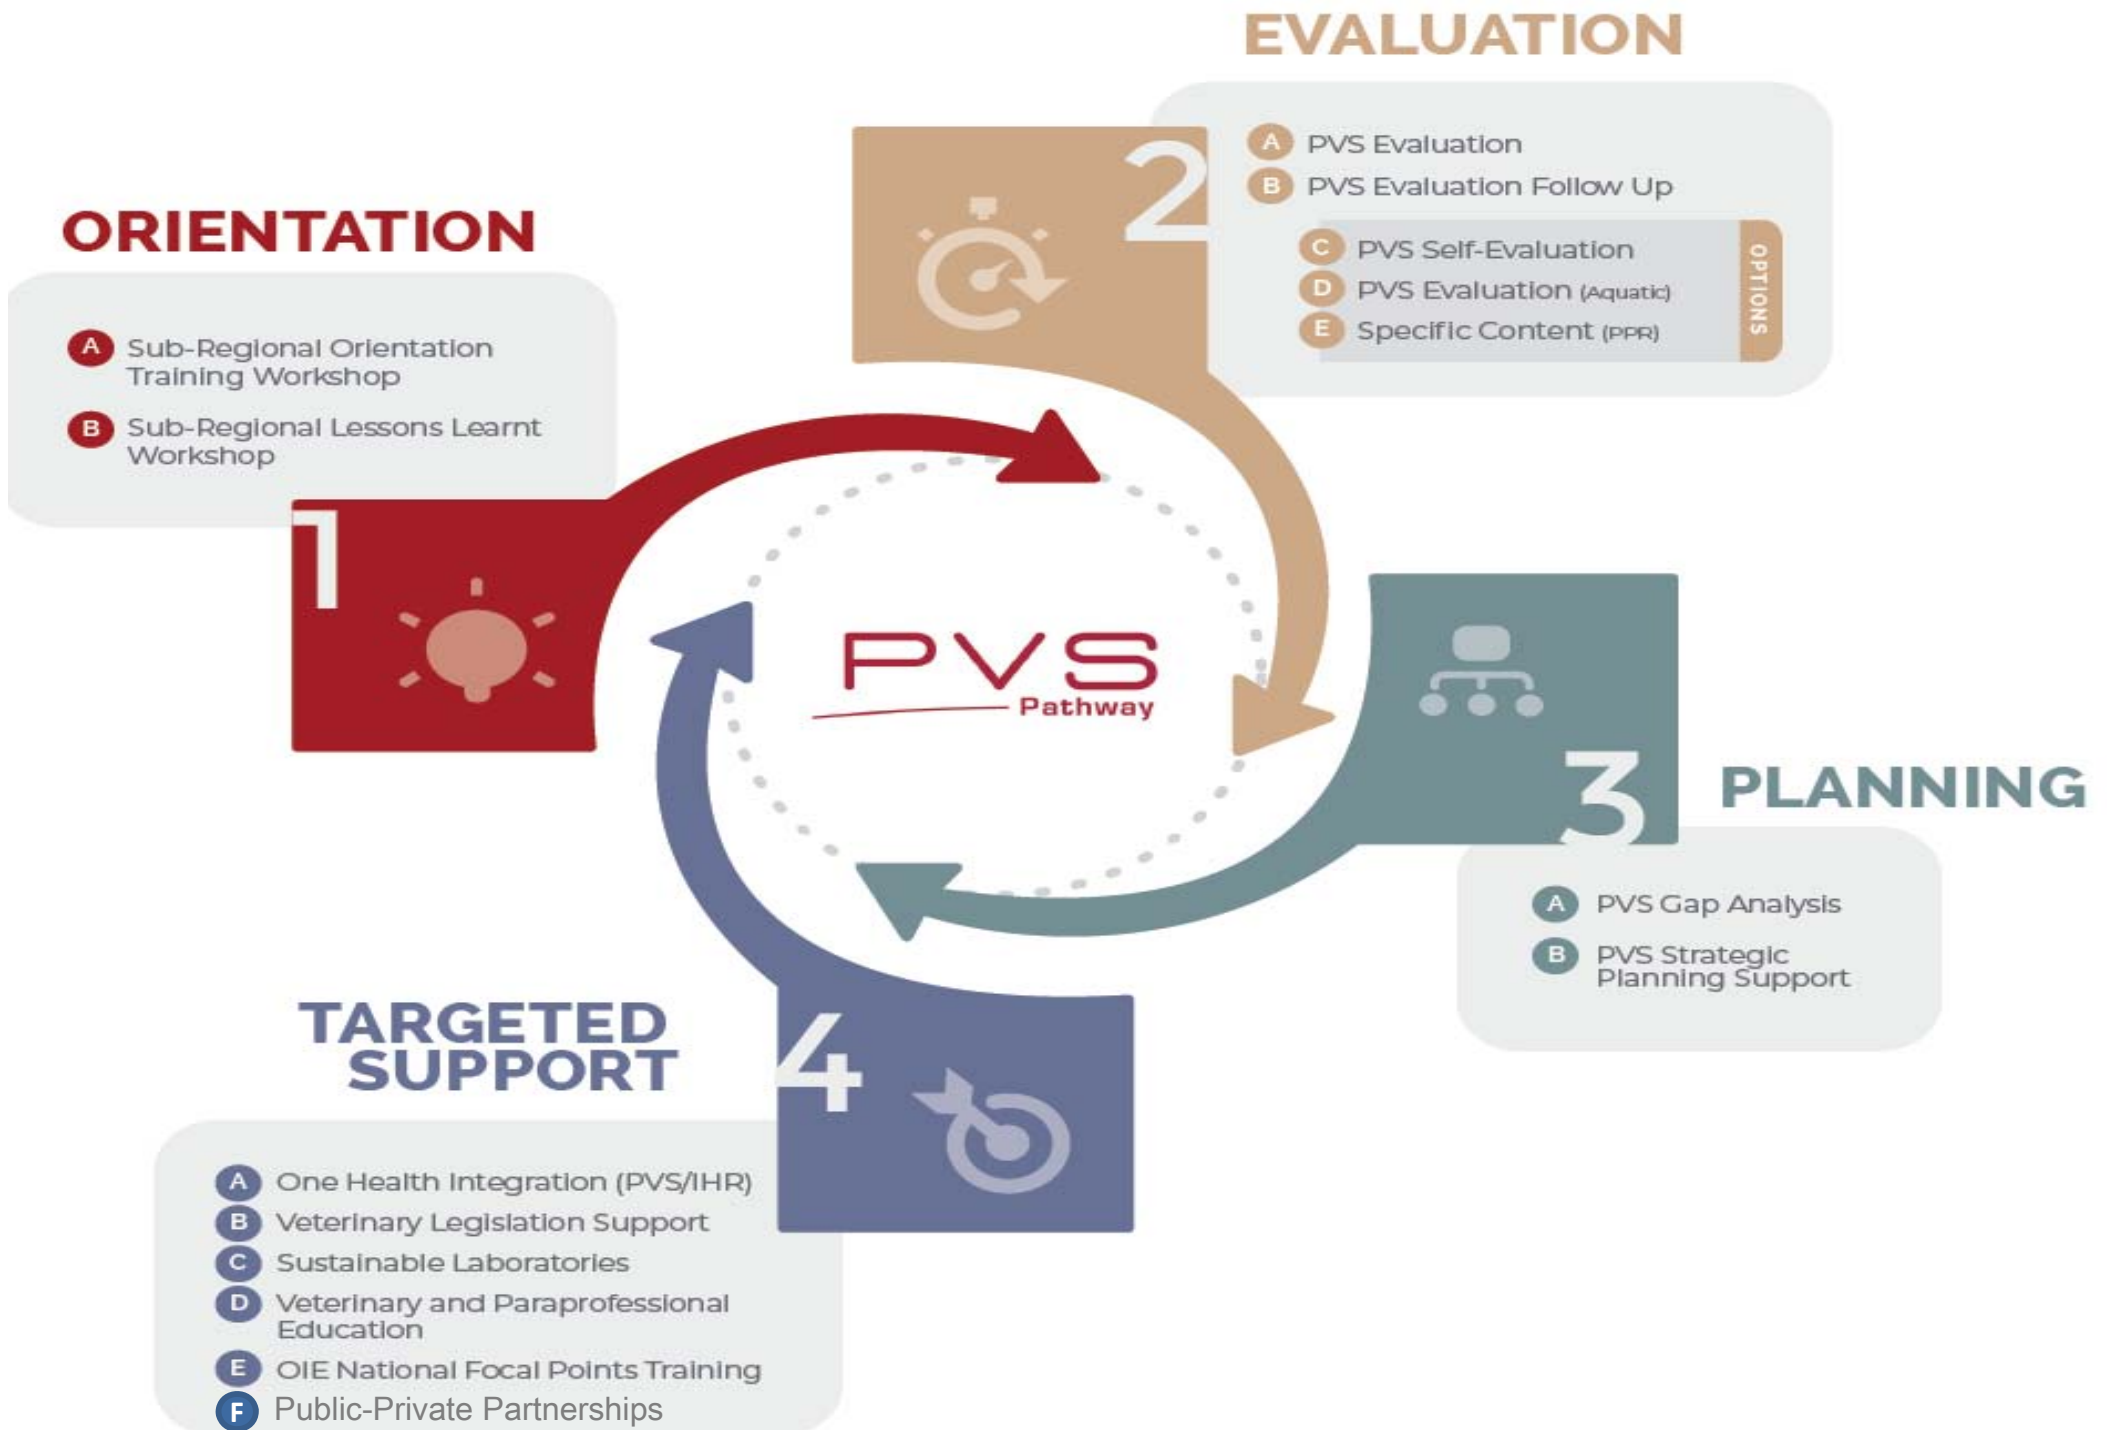 ORIENTATION
1
A Sub-Regional Orientation
Training Workshop
B Sub-Regional Lessons Learnt
Workshop
EVALUATION
2
A PVS Evaluation
B PVS Evaluation Follow Up
C PVS Self-Evaluation
D PVS Evaluation (Aquatic)
E Specific Content (PPR)
OPTIONS
PVS
Pathway
3
PLANNING
A PVS Gap Analysis
B PVS Strategic
Planning Support
TARGETED
SUPPORT
4
A One Health Integration (PVS/IHR)
B Veterinary Legislation Support
C Sustainable Laboratories
D Veterinary and Paraprofessional
Education
E OIE National Focal Points Training
F Public-Private Partnerships